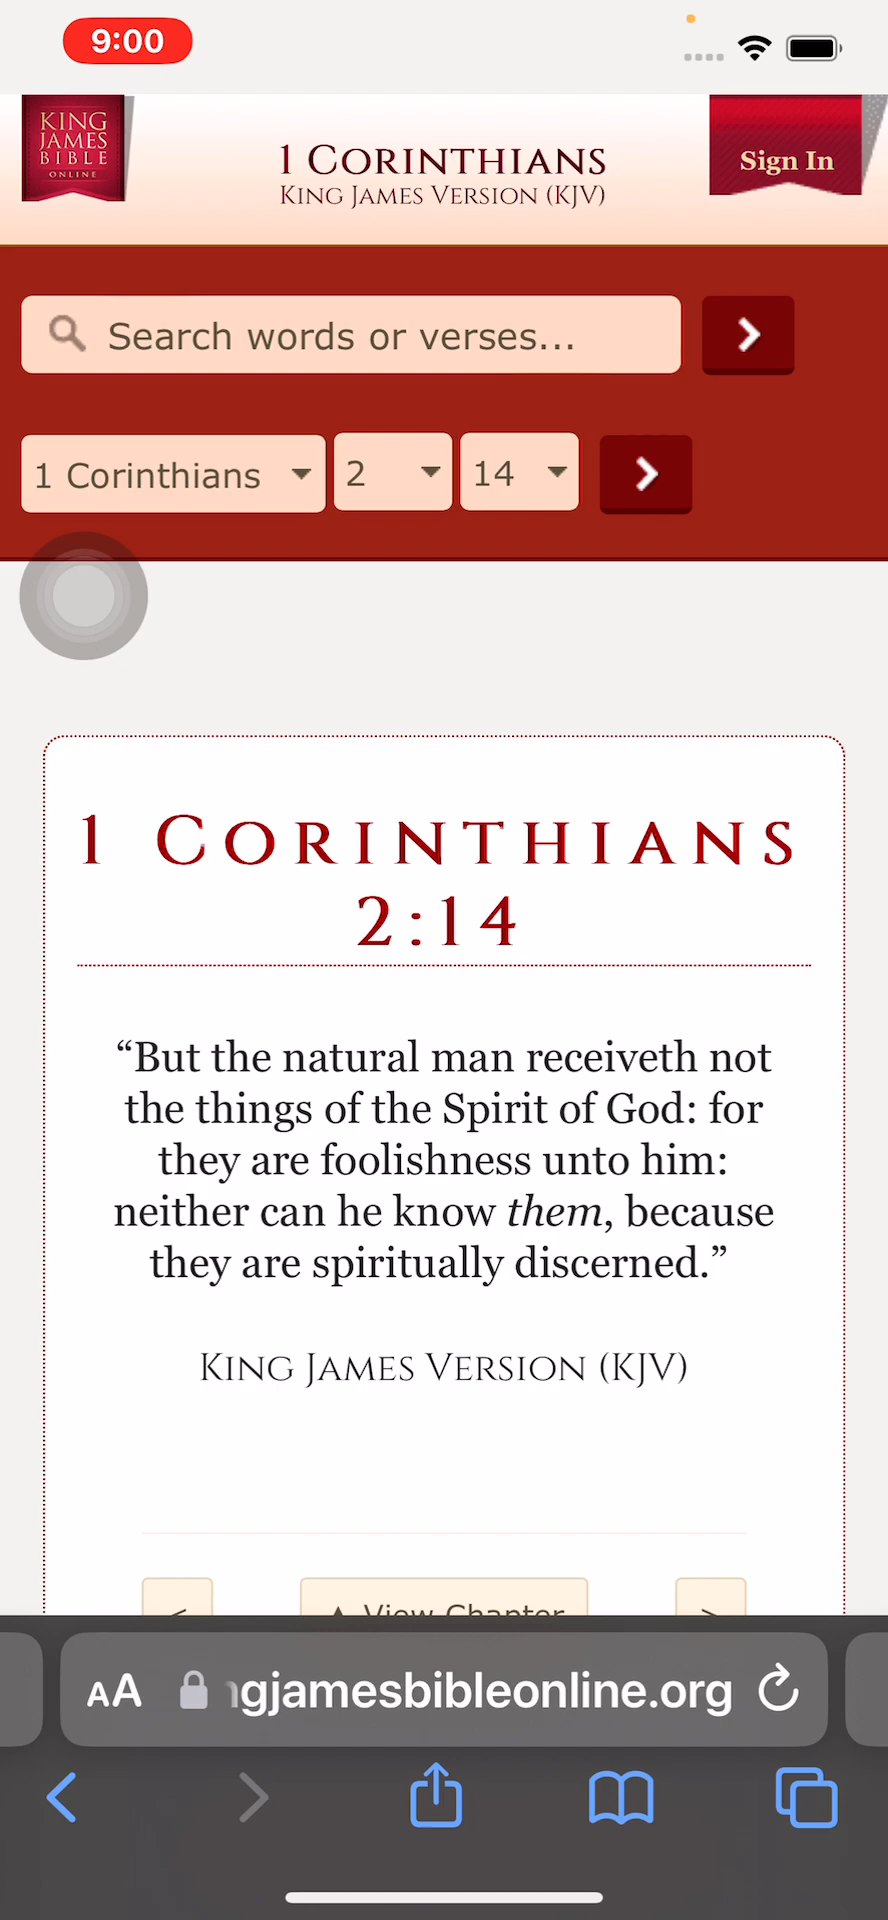 9:00
KING
JAMES
BIBLE
ONLINE
1 CORINTHIANS
KING JAMES VERSION (KJV)
Sign In
Search words or verses...
1 Corinthians 2 14
1 CORINTHIANS
2:14
“But the natural man receiveth not
the things of the Spirit of God: for
they are foolishness unto him:
neither can he know them, because
they are spiritually discerned.”
KING JAMES VERSION (KJV)
< ▲ View Chapter >
AA gjamesbibleonline.org